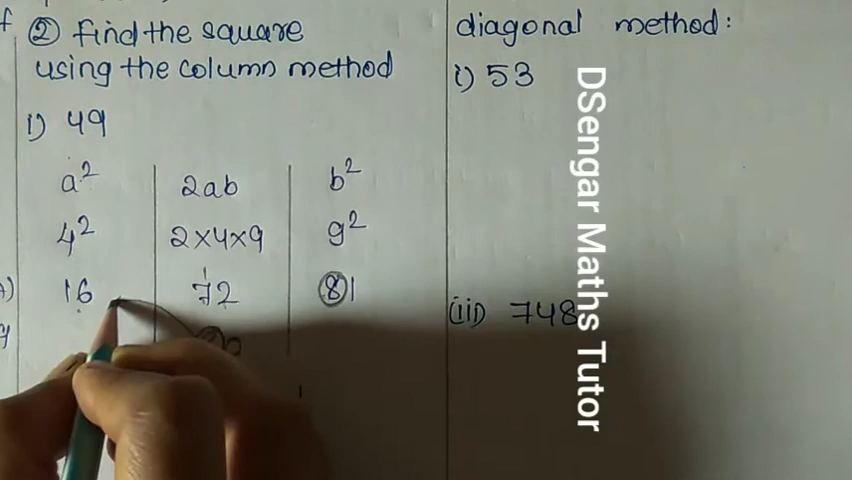 ② find the square
using the column method
i) 49
a² 2ab b²
4² 2×4×9 9²
16 72 81
diagonal method:
i) 53
(ii) 748
DSengar Maths Tutor